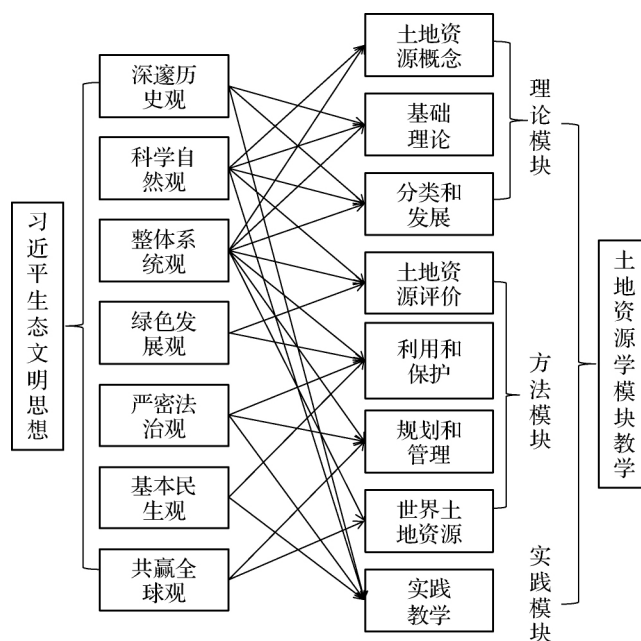 习近平生态文明思想
深邃历
史观
科学自
然观
整体系
统观
绿色发
展观
严密法
治观
基本民
生观
共赢全
球观
土地资
源概念
基础
理论
分类和
发展
土地资
源评价
利用和
保护
规划和
管理
世界土
地资源
实践
教学
理论模块
方法模块
实践模块
土地资源学模块教学